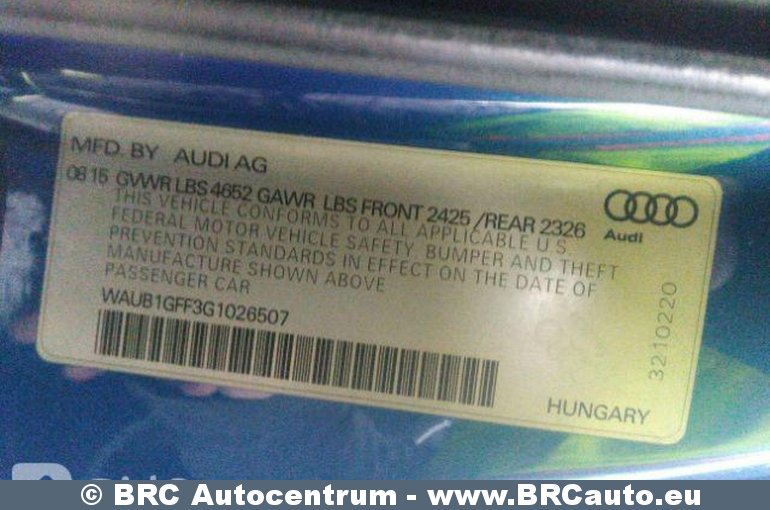 MFD. BY AUDI AG
08 15 GVWR LBS 4652 GAWR LBS FRONT 2425 /REAR 2326
THIS VEHICLE CONFORMS TO ALL APPLICABLE U S
FEDERAL MOTOR VEHICLE SAFETY, BUMPER AND THEFT
PREVENTION STANDARDS IN EFFECT ON THE DATE OF
MANUFACTURE SHOWN ABOVE
PASSENGER CAR
WAUB1GFF3G1026507
Audi
3210220
HUNGARY
© BRC Autocentrum - www.BRCauto.eu